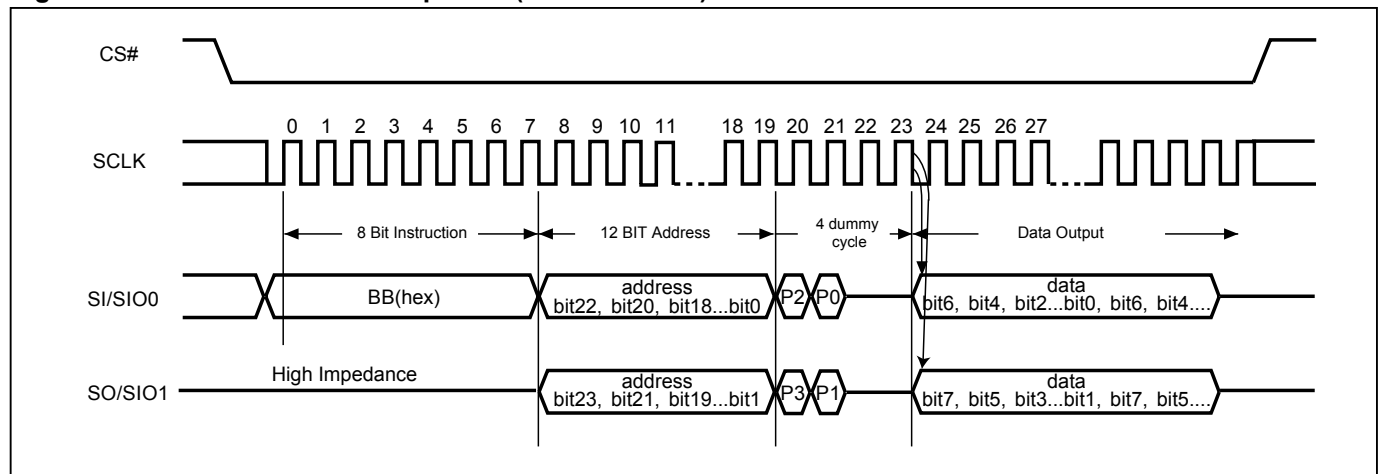 CS#
0 1 2 3 4 5 6 7 8 9 10 11 18 19 20 21 22 23 24 25 26 27
SCLK
8 Bit Instruction 12 BIT Address 4 dummy Data Output
cycle
SI/SIO0 BB(hex) address P2 P0 data
bit22, bit20, bit18...bit0 bit6, bit4, bit2...bit0, bit6, bit4....
High Impedance
SO/SIO1 address P3 P1 data
bit23, bit21, bit19...bit1 bit7, bit5, bit3...bit1, bit7, bit5....